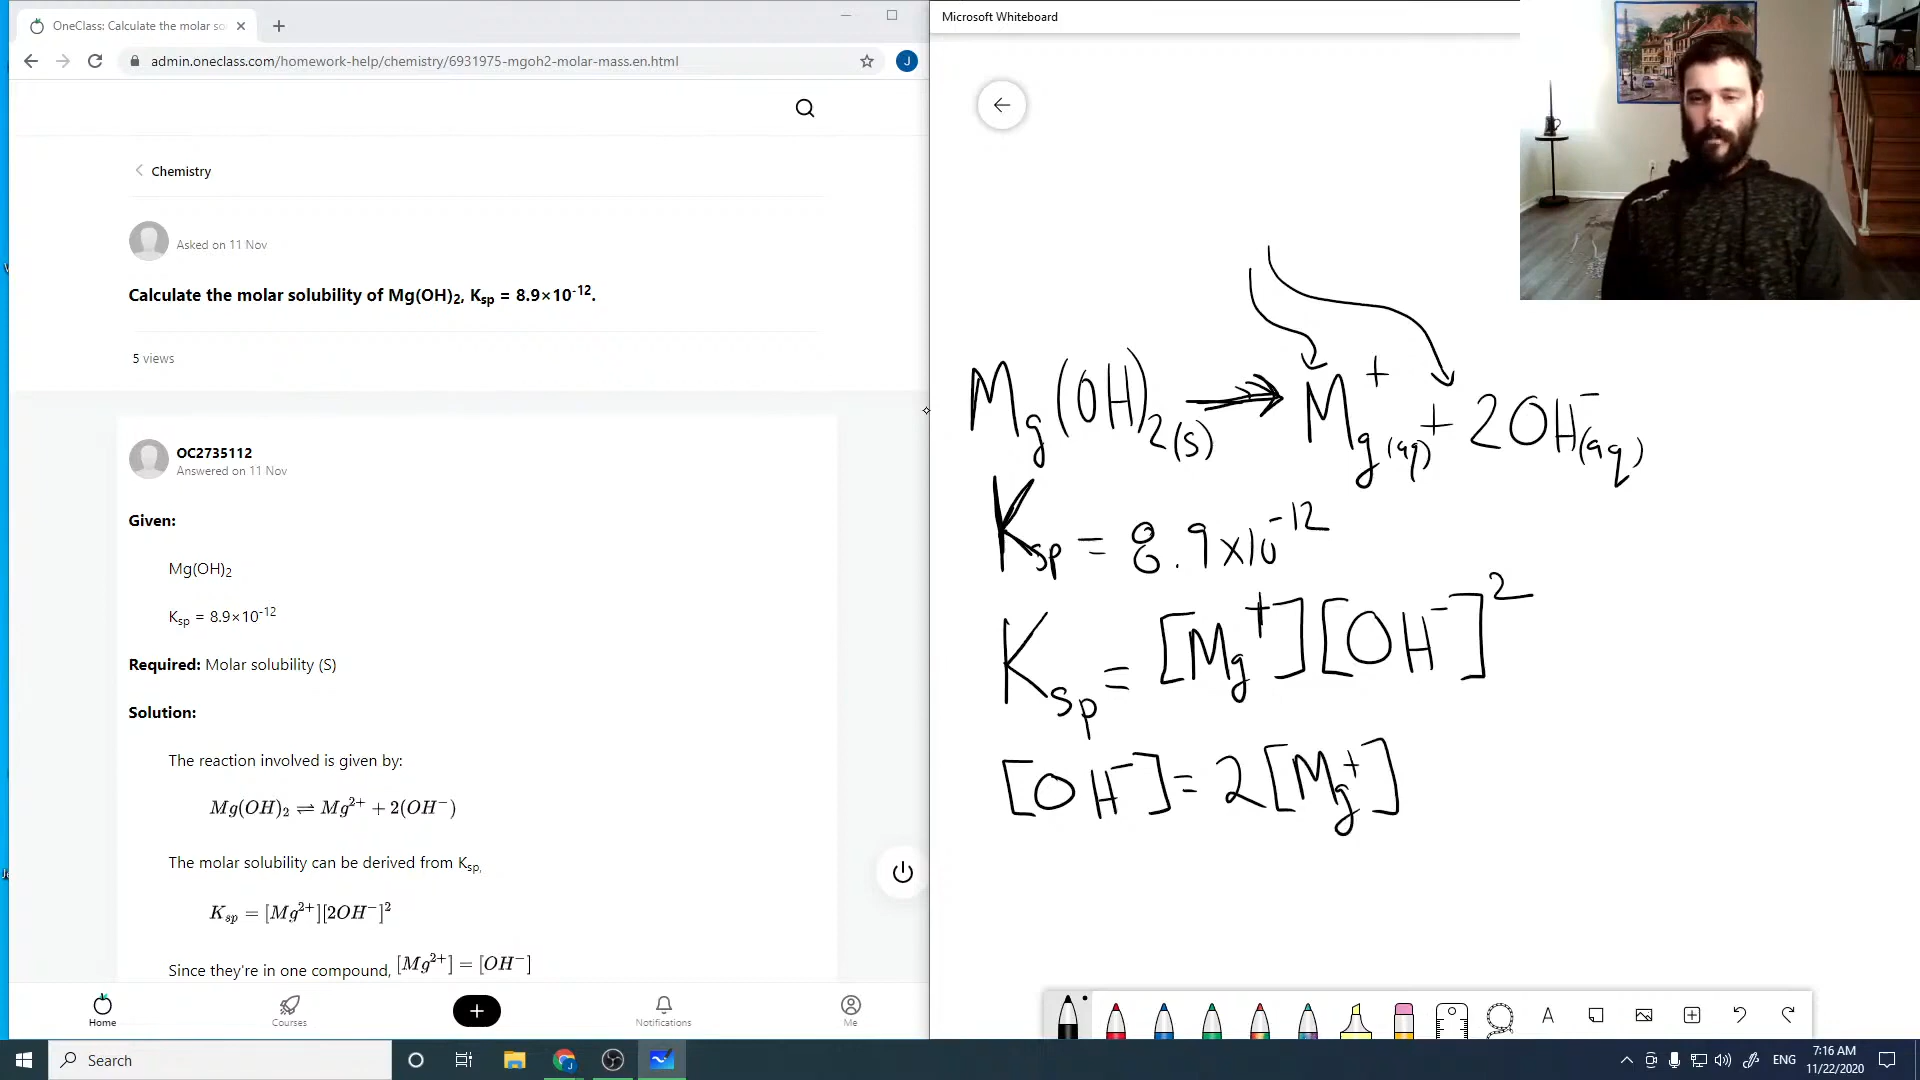 OneClass: Calculate the molar so
admin.oneclass.com/homework-help/chemistry/6931975-mgoh2-molar-mass.en.html
J
Chemistry
Asked on 11 Nov
Calculate the molar solubility of Mg(OH)₂, Ksp = 8.9×10⁻¹².
5 views
OC2735112
Answered on 11 Nov
Given:
Mg(OH)₂
Ksp = 8.9×10⁻¹²
Required: Molar solubility (S)
Solution:
The reaction involved is given by:
Mg(OH)₂ ⇌ Mg²⁺ + 2(OH⁻)
The molar solubility can be derived from Ksp,
Ksp = [Mg²⁺][2OH⁻]²
Since they're in one compound, [Mg²⁺] = [OH⁻]
Home
Courses
Notifications
Me
Microsoft Whiteboard
Mg(OH)₂(s) → Mg⁺(aq) + 2OH⁻(aq)
Ksp = 8.9x10⁻¹²
Ksp = [Mg⁺][OH⁻]²
[OH⁻] = 2[Mg⁺]
Search
ENG
7:16 AM
11/22/2020